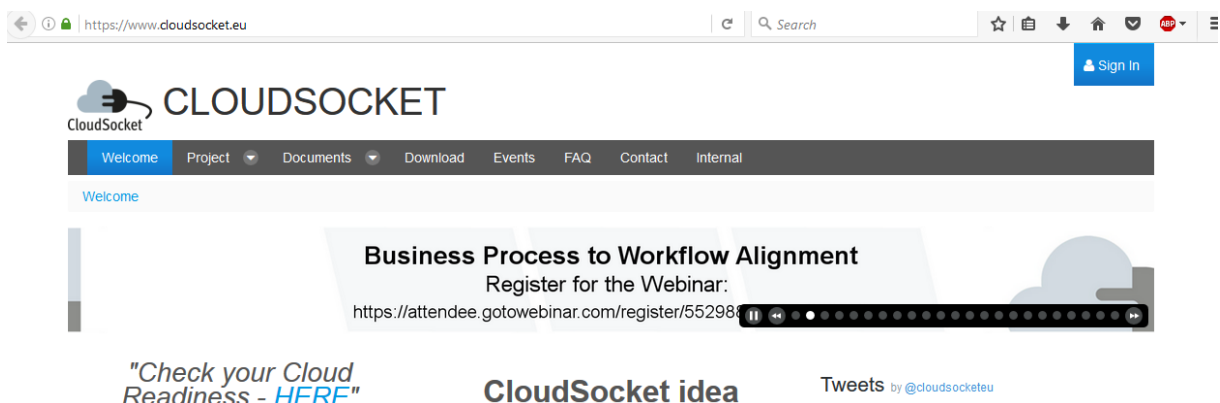 https://www.cloudsocket.eu
Search
ABP
Sign In
CloudSocket
CLOUDSOCKET
Welcome Project Documents Download Events FAQ Contact Internal
Welcome
Business Process to Workflow Alignment
Register for the Webinar:
https://attendee.gotowebinar.com/register/55298
"Check your Cloud
Readiness - HERE"
CloudSocket idea
Tweets by @cloudsocketeu